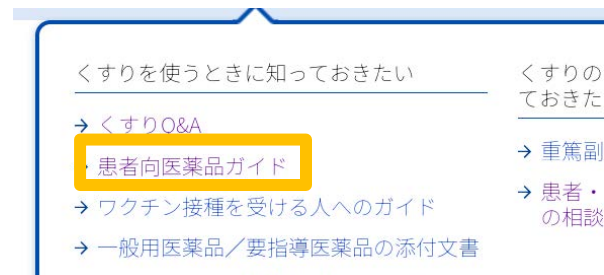 くすりを使うときに知っておきたい
→ くすりQ&A
患者向医薬品ガイド
→ ワクチン接種を受ける人へのガイド
→ 一般用医薬品／要指導医薬品の添付文書
くすりの
ておきた
→ 重篤副
→ 患者・
の相談